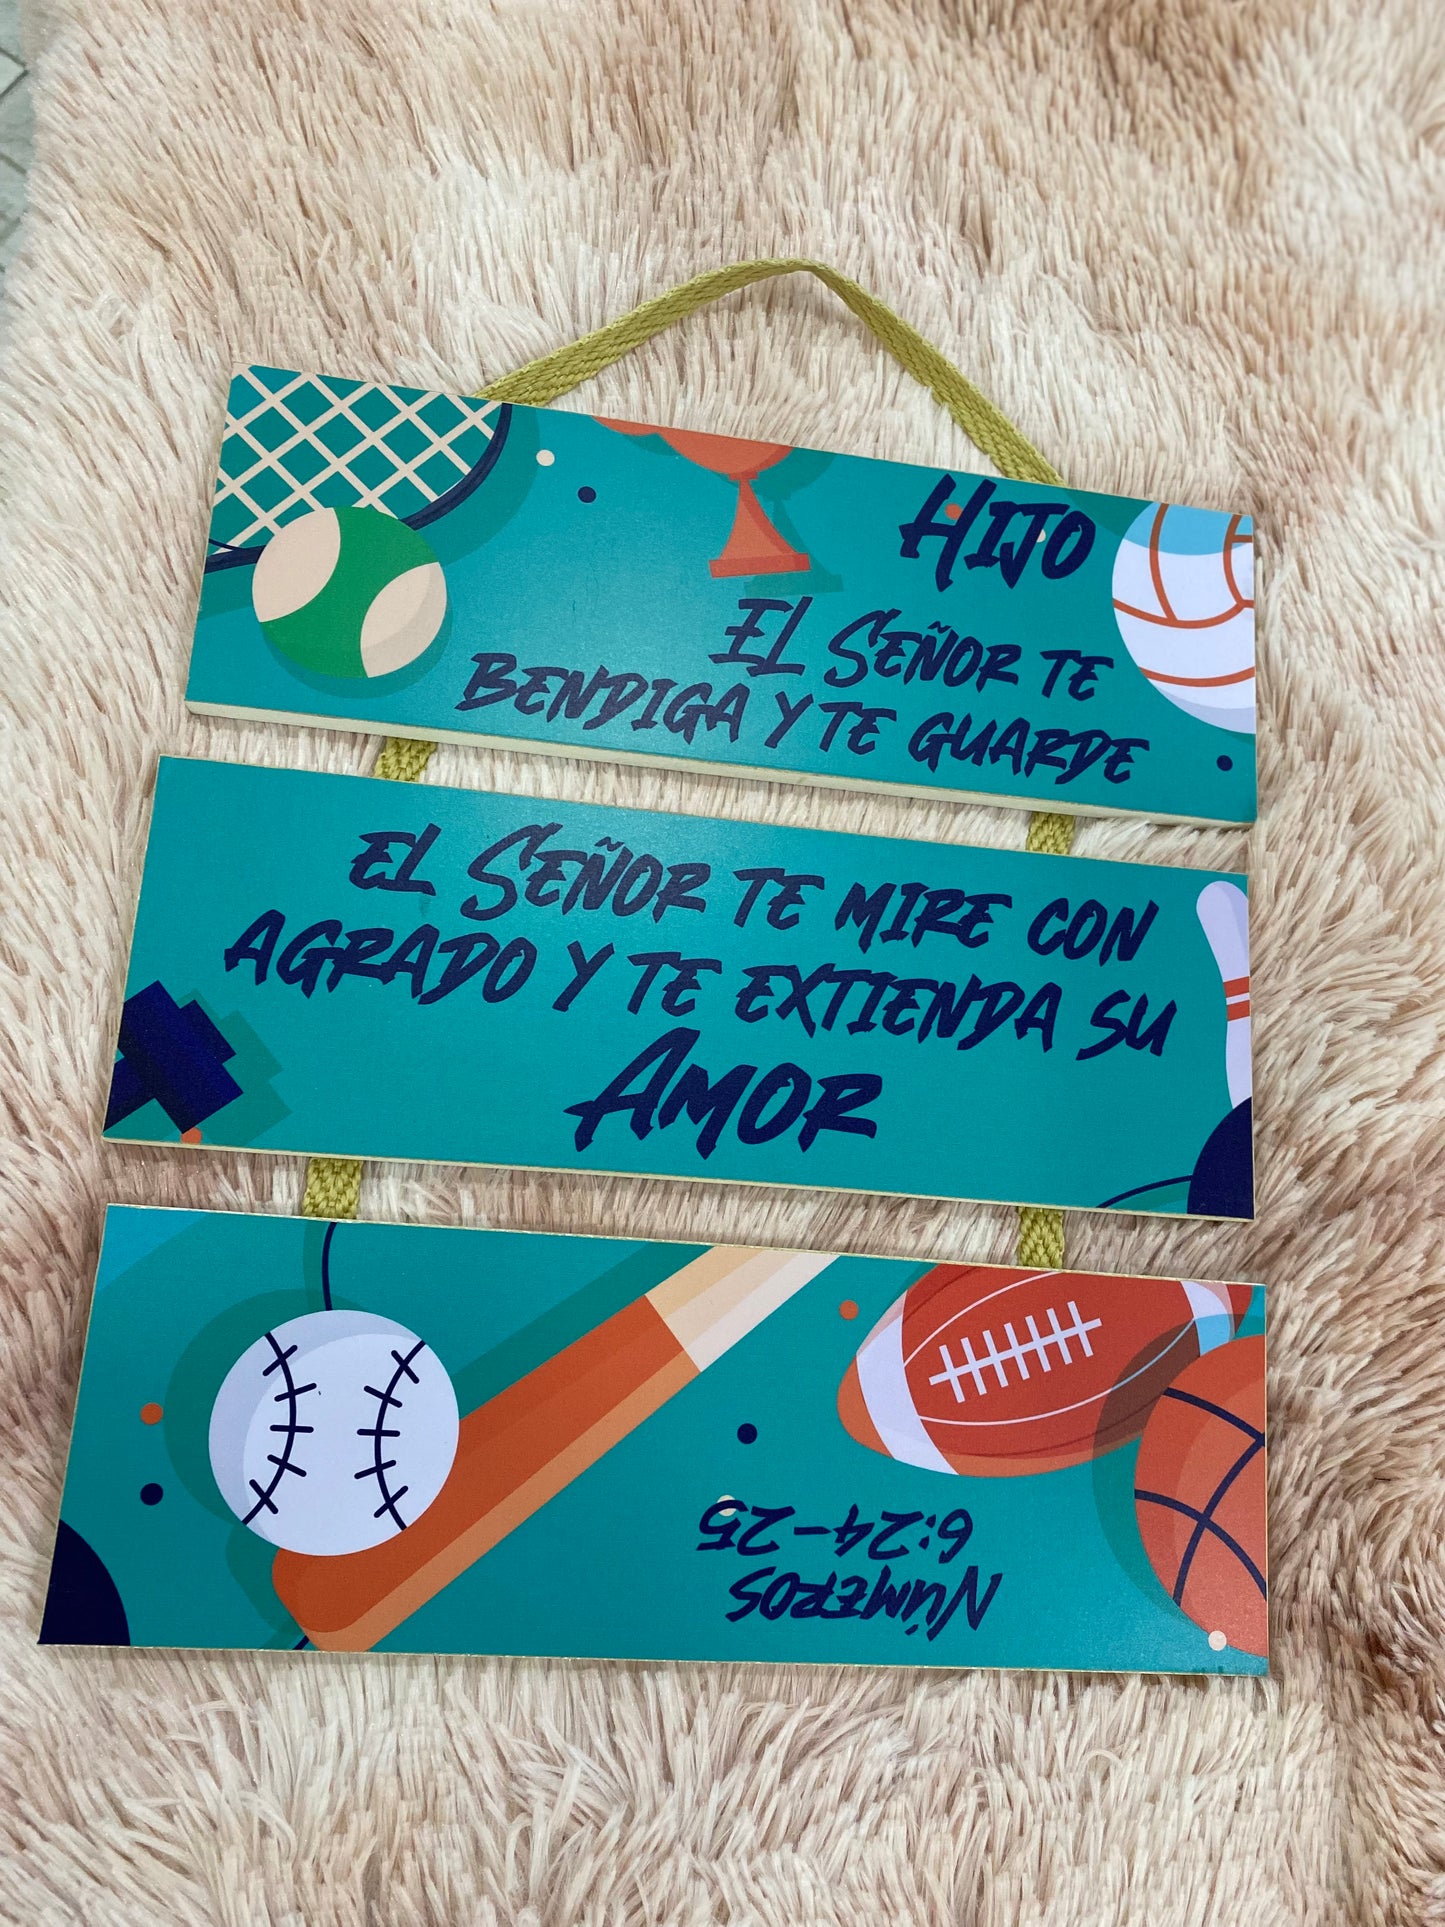 HIJO
EL SEÑOR TE
BENDIGA Y TE GUARDE
EL SEÑOR TE MIRE CON
AGRADO Y TE EXTIENDA SU
AMOR
NÚMEROS
6:24-25